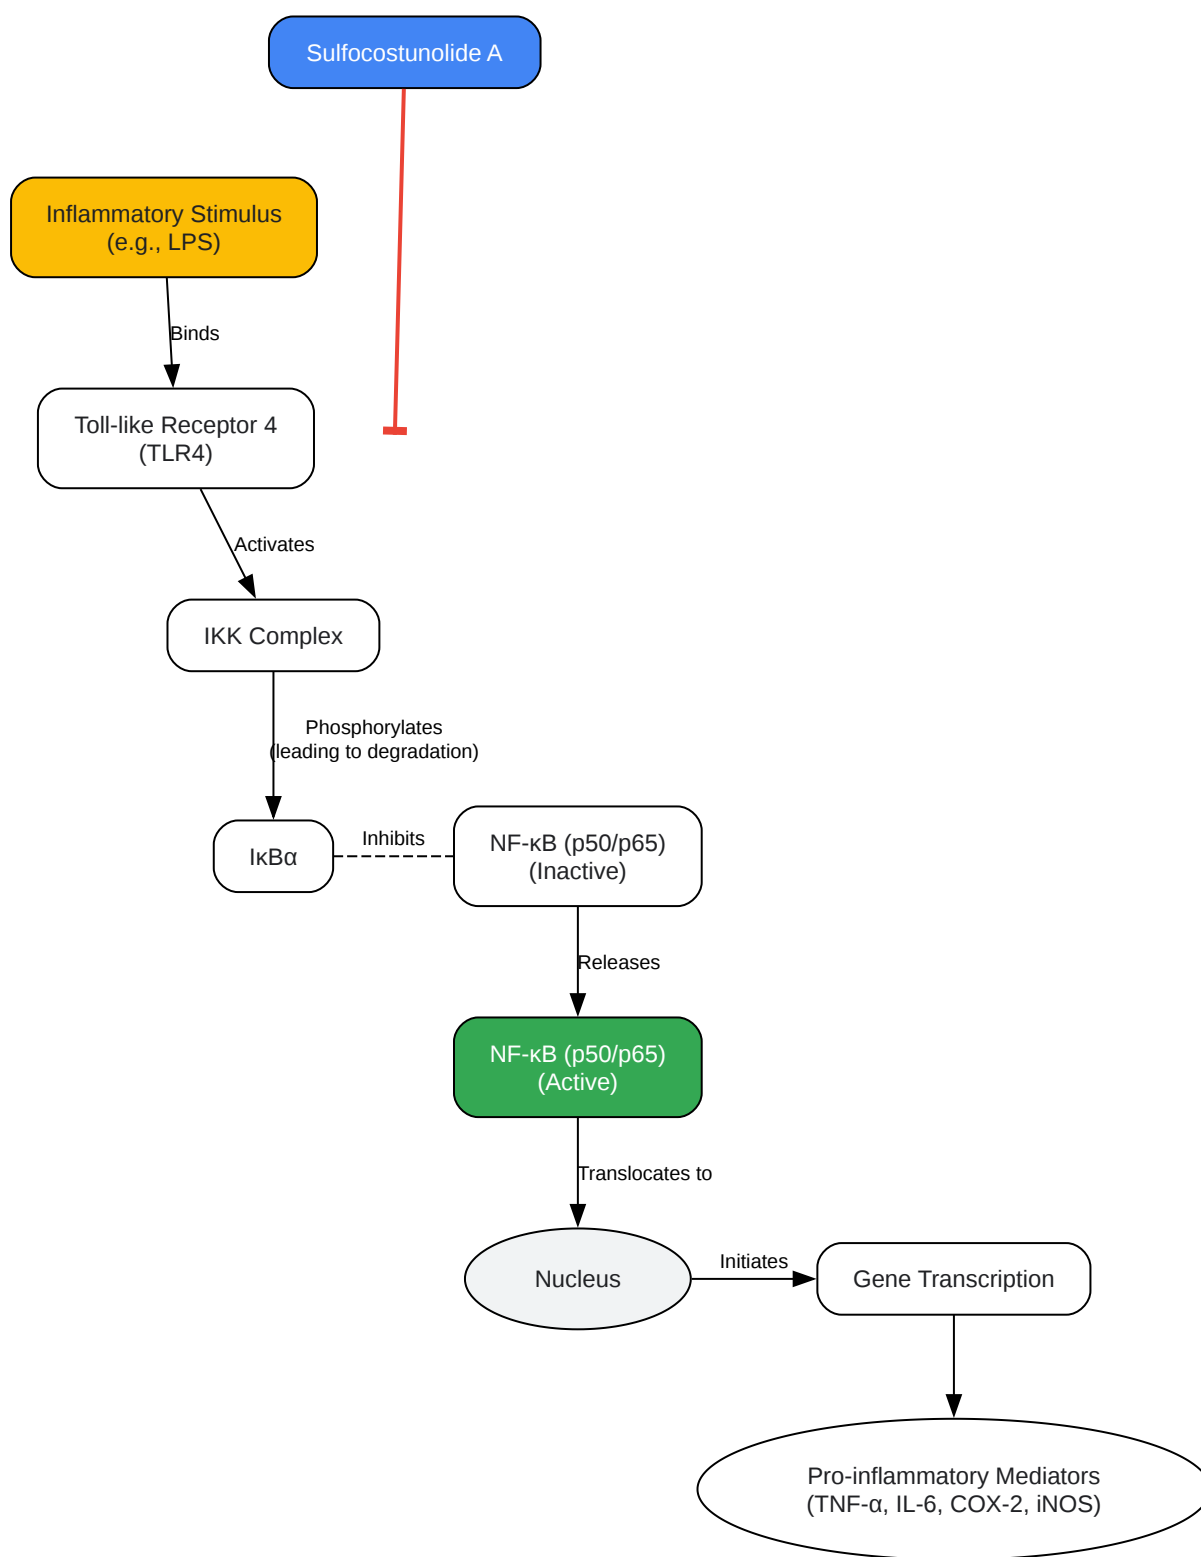 Sulfocostunolide A
Inflammatory Stimulus
(e.g., LPS)
Binds
Toll-like Receptor 4
(TLR4)
Activates
IKK Complex
Phosphorylates
(leading to degradation)
IκBα
Inhibits
NF-κB (p50/p65)
(Inactive)
Releases
NF-κB (p50/p65)
(Active)
Translocates to
Nucleus
Initiates
Gene Transcription
Pro-inflammatory Mediators
(TNF-α, IL-6, COX-2, iNOS)